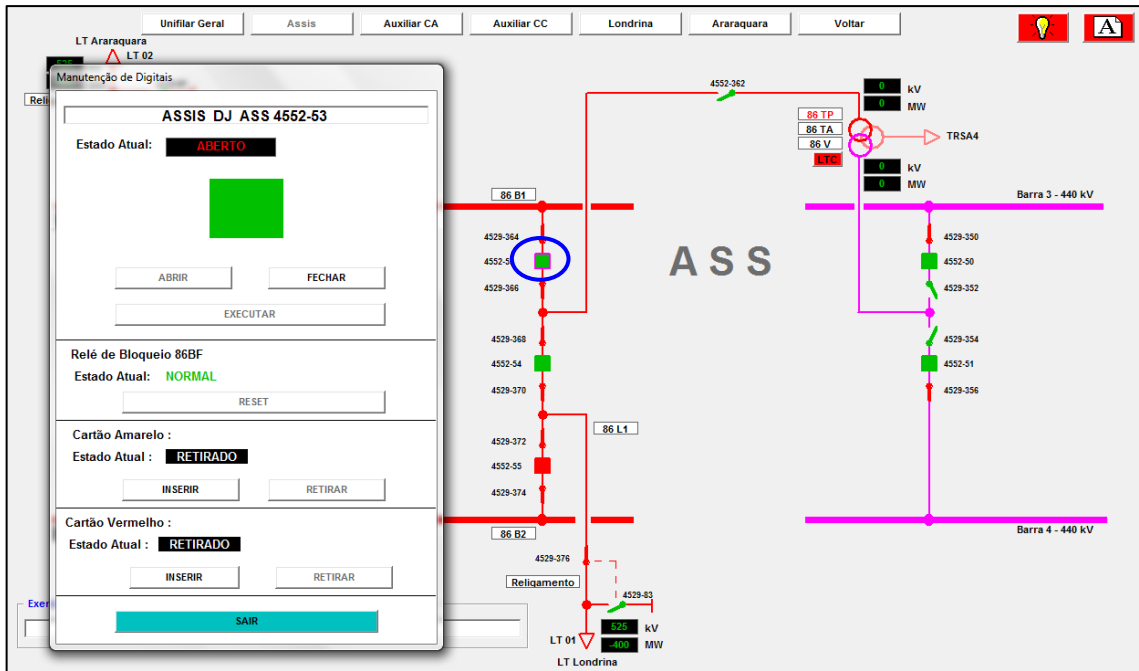 Unifilar Geral Assis Auxiliar CA Auxiliar CC Londrina Araraquara Voltar
A
LT Araraquara
LT 02
525
Manutenção de Digitais
ASSIS DJ ASS 4552-53
Estado Atual: ABERTO
ABRIR FECHAR
EXECUTAR
Relé de Bloqueio 86BF
Estado Atual: NORMAL
RESET
Cartão Amarelo :
Estado Atual : RETIRADO
INSERIR RETIRAR
Cartão Vermelho :
Estado Atual : RETIRADO
INSERIR RETIRAR
SAIR
4552-362
0 kV
0 MW
86 TP
86 TA
86 V
LTC
TRSA4
0 kV
0 MW
86 B1
Barra 3 - 440 kV
4529-364
4552-5
4529-366
A S S
4529-350
4552-50
4529-352
4529-368
4552-54
4529-370
4529-354
4552-51
4529-356
86 L1
4529-372
4552-55
4529-374
86 B2
Barra 4 - 440 kV
4529-376
Religamento
4529-83
525 kV
-400 MW
LT 01
LT Londrina